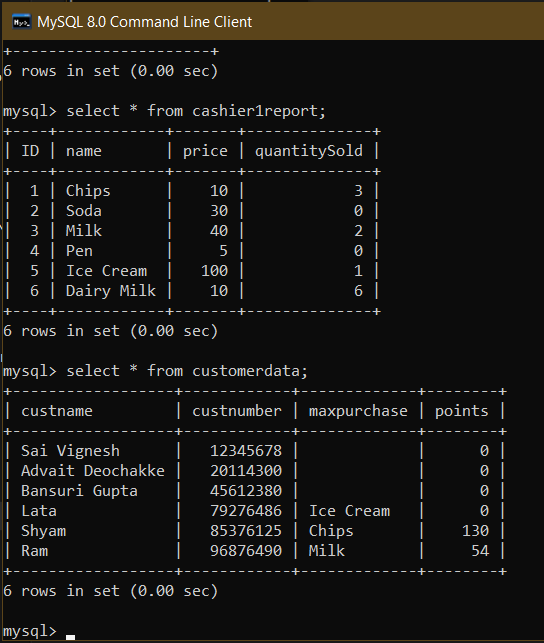 MySQL 8.0 Command Line Client
+----------------------+
6 rows in set (0.00 sec)
mysql> select * from cashier1report;
+----+------------+-------+--------------+
| ID | name       | price | quantitySold |
+----+------------+-------+--------------+
|  1 | Chips      |    10 |            3 |
|  2 | Soda       |    30 |            0 |
|  3 | Milk       |    40 |            2 |
|  4 | Pen        |     5 |            0 |
|  5 | Ice Cream  |   100 |            1 |
|  6 | Dairy Milk |    10 |            6 |
+----+------------+-------+--------------+
6 rows in set (0.00 sec)
mysql> select * from customerdata;
+------------------+------------+-------------+--------+
| custname         | custnumber | maxpurchase | points |
+------------------+------------+-------------+--------+
| Sai Vignesh      |   12345678 |             |      0 |
| Advait Deochakke |   20114300 |             |      0 |
| Bansuri Gupta    |   45612380 |             |      0 |
| Lata             |   79276486 | Ice Cream   |      0 |
| Shyam            |   85376125 | Chips       |    130 |
| Ram              |   96876490 | Milk        |     54 |
+------------------+------------+-------------+--------+
6 rows in set (0.00 sec)
mysql>